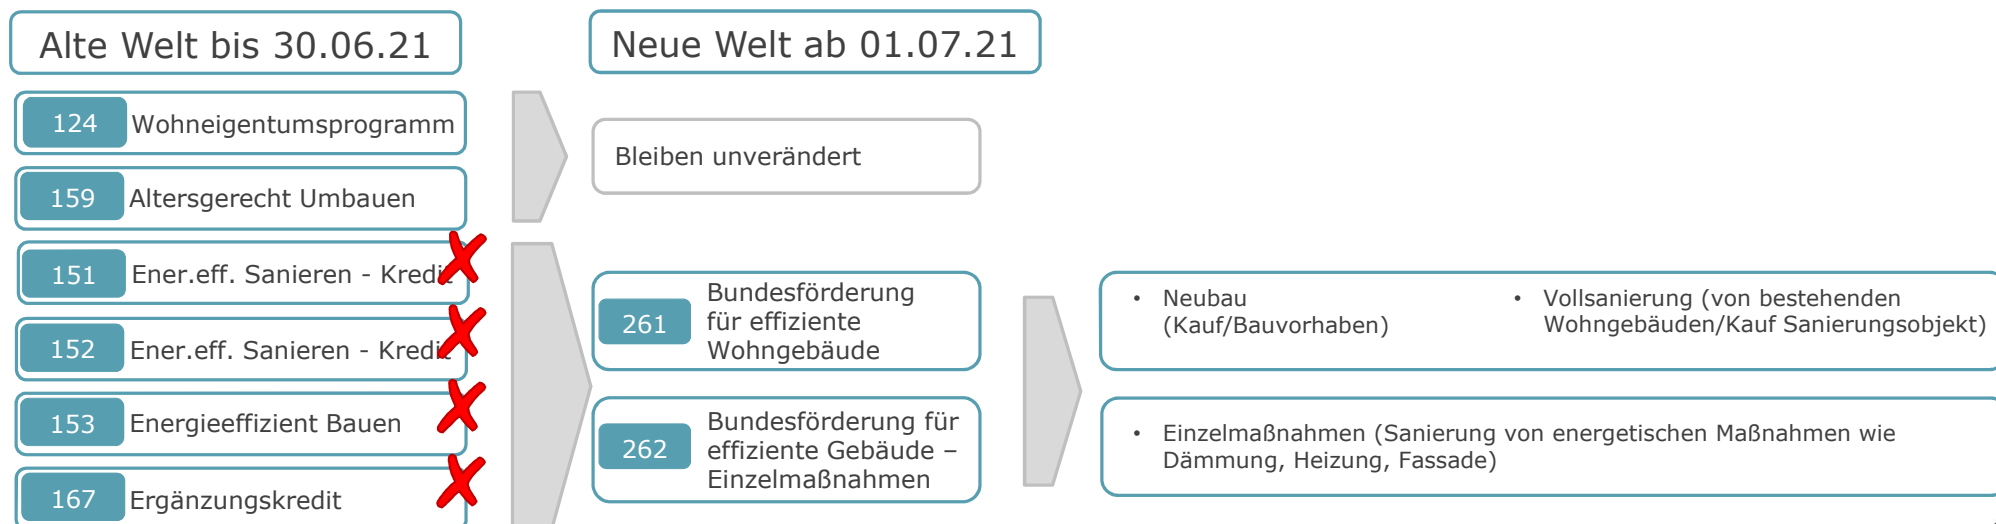 Alte Welt bis 30.06.21
Neue Welt ab 01.07.21
124 Wohneigentumsprogramm
159 Altersgerecht Umbauen
Bleiben unverändert
151 Ener.eff. Sanieren - Kredit
152 Ener.eff. Sanieren - Kredit
153 Energieeffizient Bauen
167 Ergänzungskredit
261
Bundesförderung
für effiziente
Wohngebäude
262
Bundesförderung für
effiziente Gebäude –
Einzelmaßnahmen
• Neubau
(Kauf/Bauvorhaben)
• Vollsanierung (von bestehenden
Wohngebäuden/Kauf Sanierungsobjekt)
• Einzelmaßnahmen (Sanierung von energetischen Maßnahmen wie
Dämmung, Heizung, Fassade)